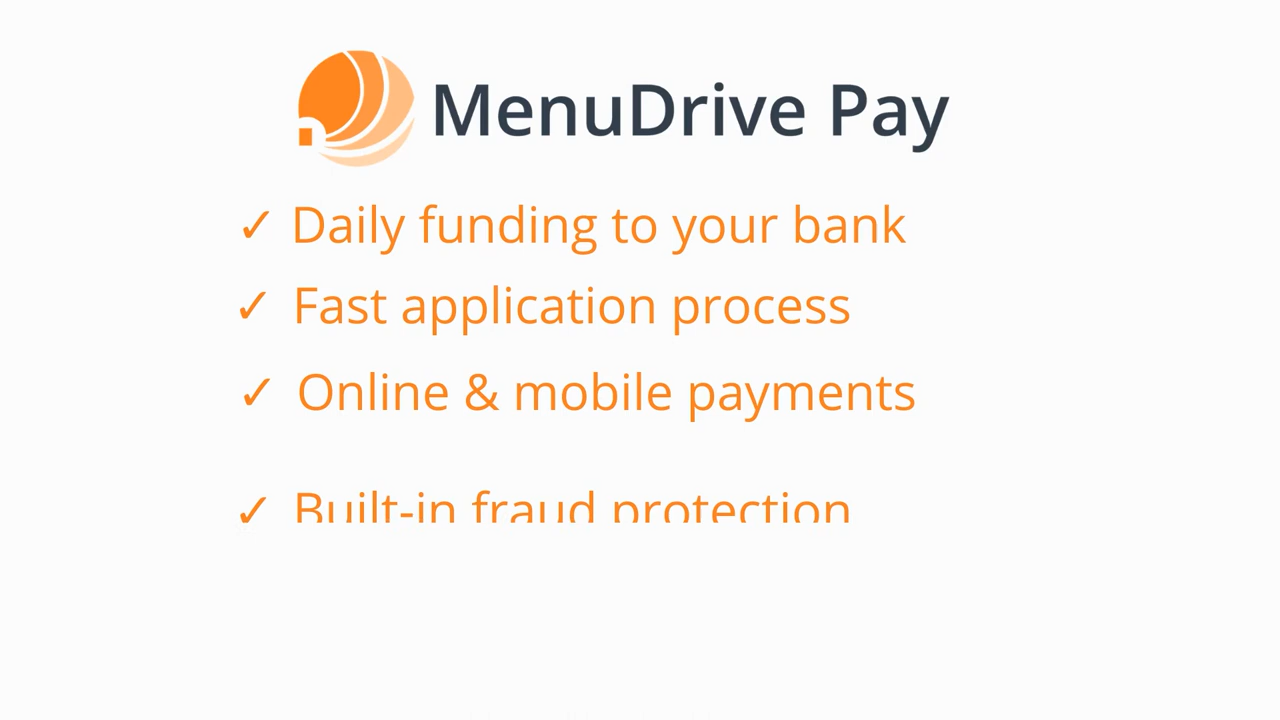 MenuDrive Pay
✓ Daily funding to your bank
✓ Fast application process
✓ Online & mobile payments
✓ Built-in fraud protection